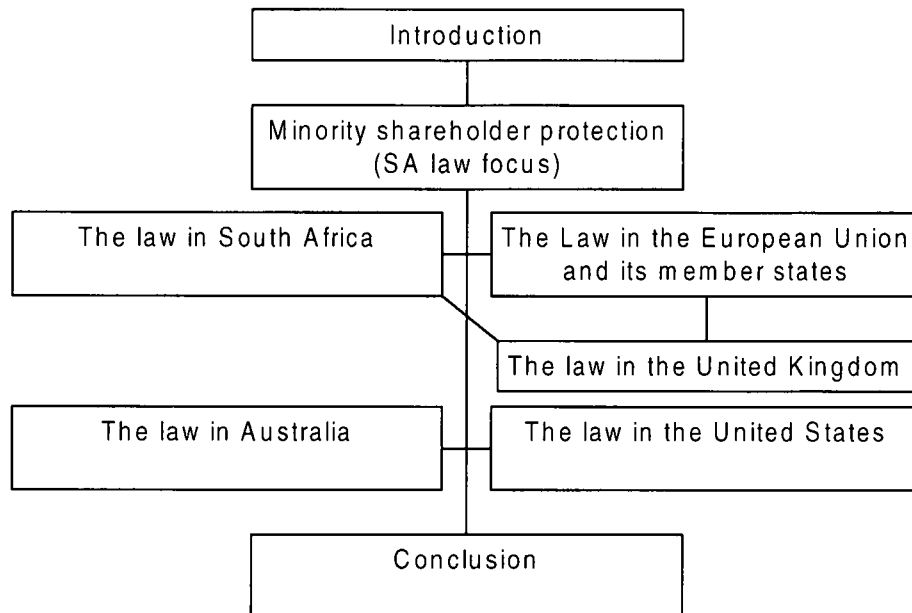 Introduction
Minority shareholder protection
(SA law focus)
The law in South Africa
The Law in the European Union
and its member states
The law in the United Kingdom
The law in Australia
The law in the United States
Conclusion